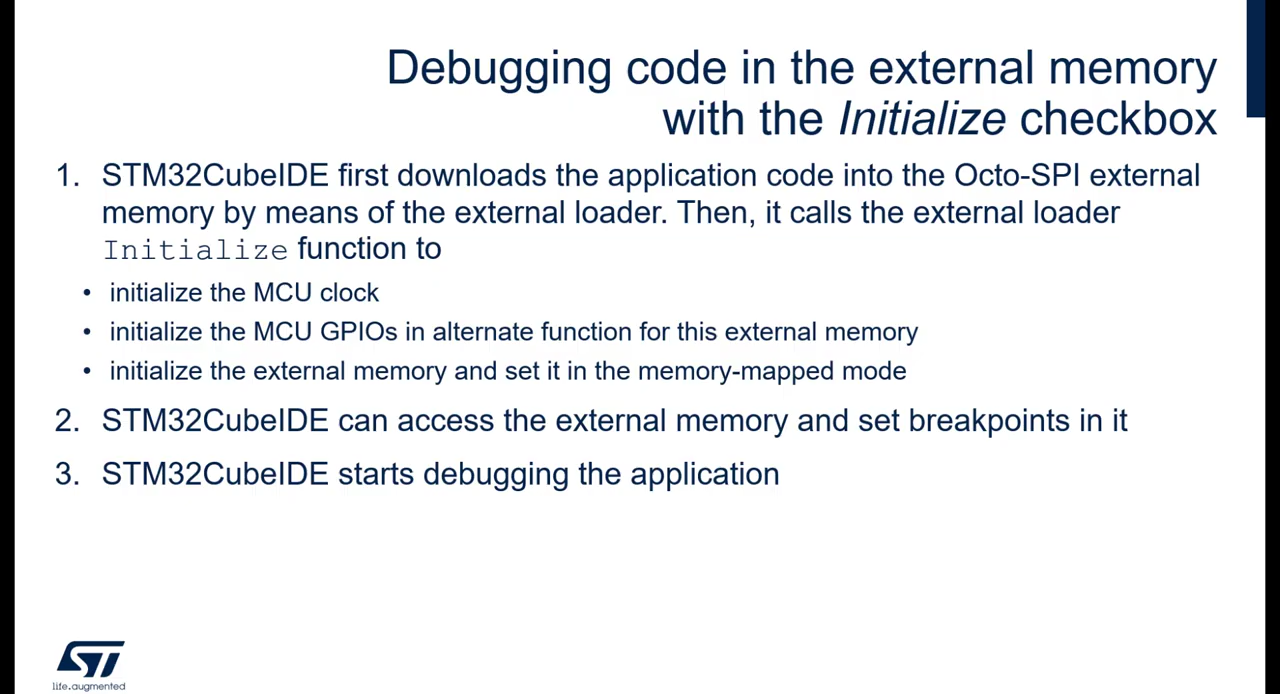 Debugging code in the external memory
with the Initialize checkbox
1. STM32CubeIDE first downloads the application code into the Octo-SPI external
memory by means of the external loader. Then, it calls the external loader
Initialize function to
• initialize the MCU clock
• initialize the MCU GPIOs in alternate function for this external memory
• initialize the external memory and set it in the memory-mapped mode
2. STM32CubeIDE can access the external memory and set breakpoints in it
3. STM32CubeIDE starts debugging the application
ST
life.augmented